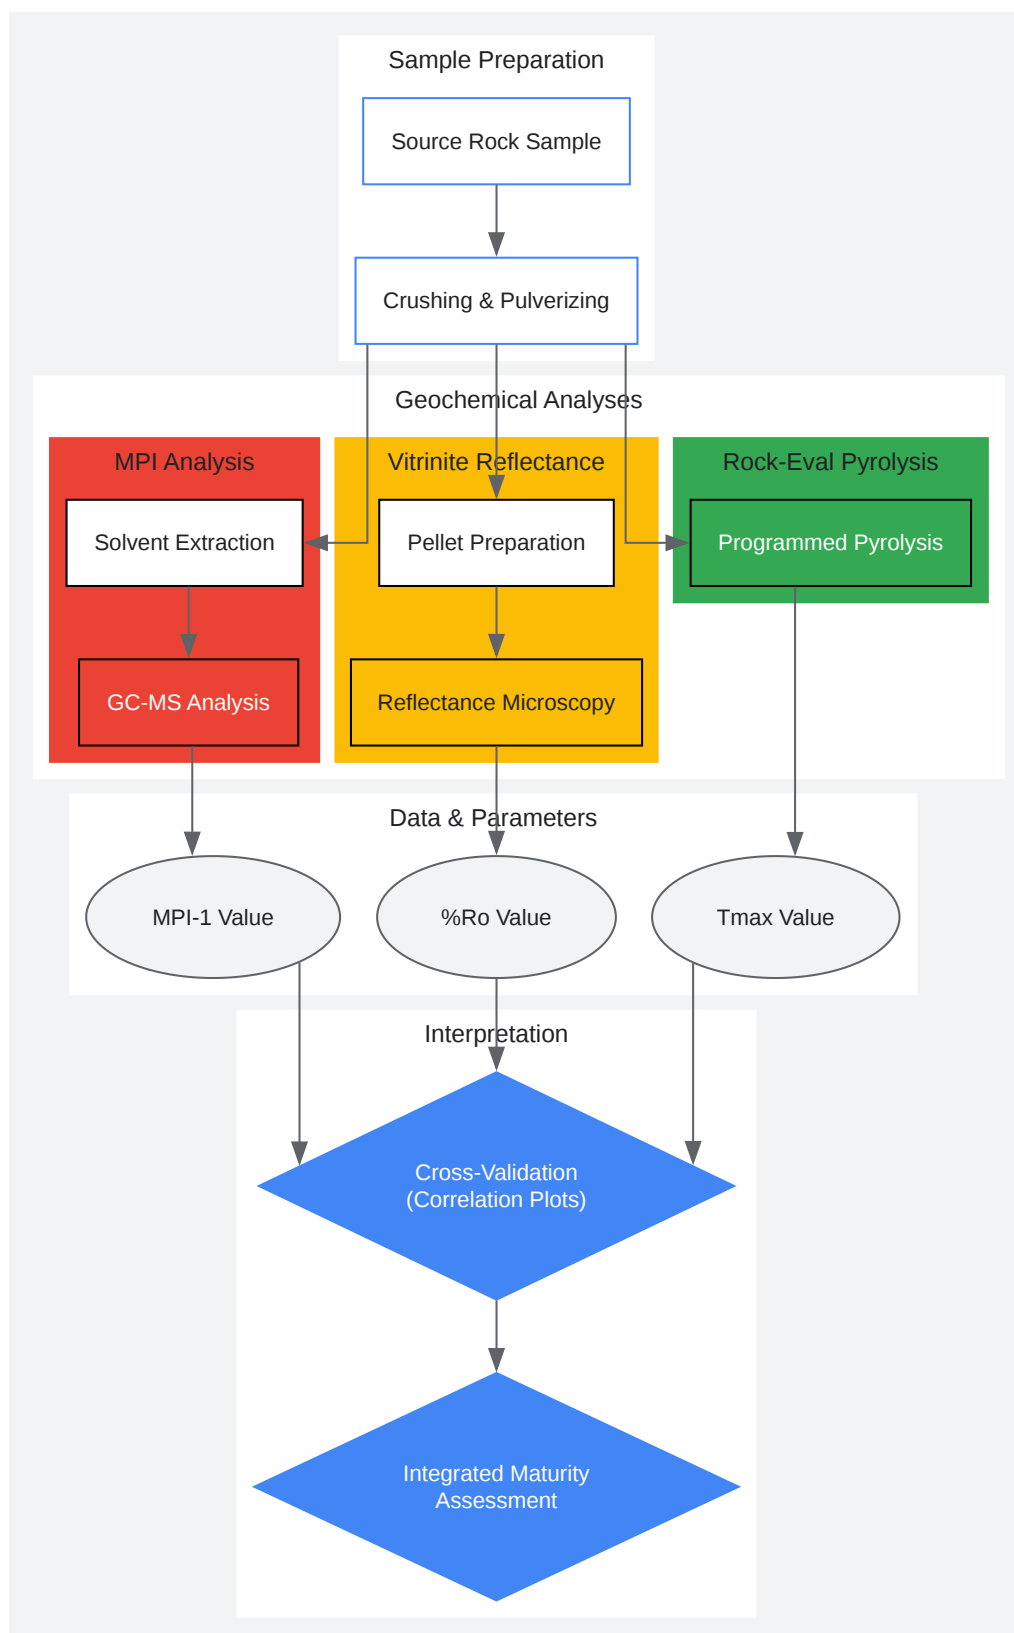 Sample Preparation
Source Rock Sample
Crushing & Pulverizing
Geochemical Analyses
MPI Analysis
Vitrinite Reflectance
Rock-Eval Pyrolysis
Solvent Extraction
Pellet Preparation
Programmed Pyrolysis
GC-MS Analysis
Reflectance Microscopy
Data & Parameters
MPI-1 Value
%Ro Value
Tmax Value
Interpretation
Cross-Validation
(Correlation Plots)
Integrated Maturity
Assessment